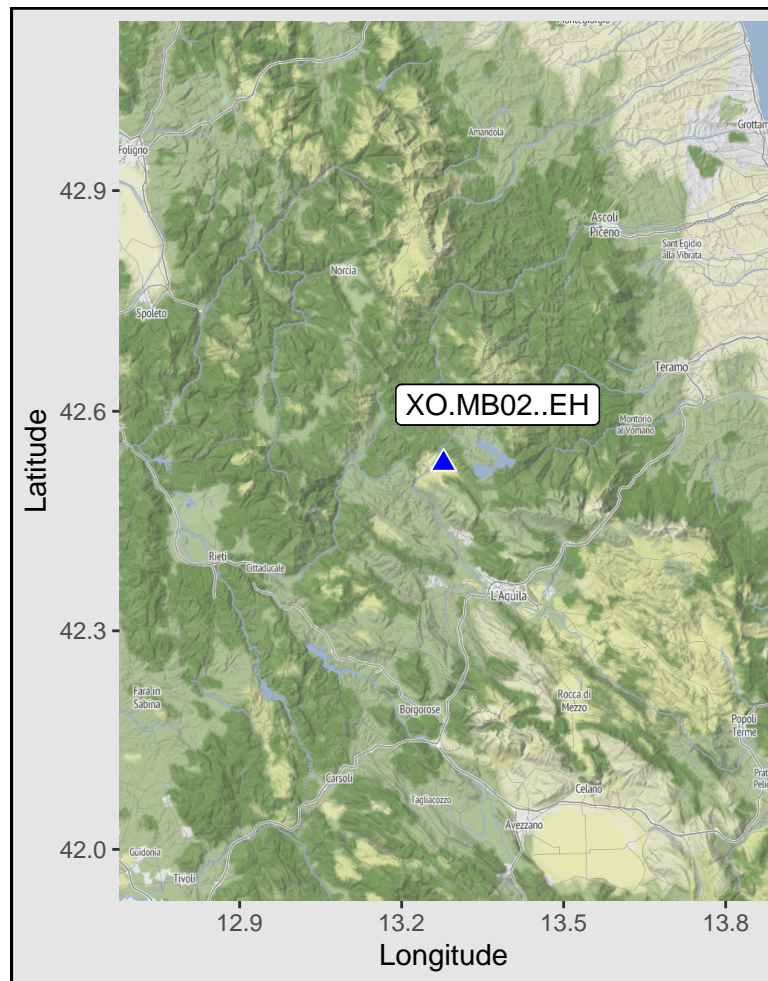 Montegiorgio
Grottam
Amandola
Foligno
42.9
Ascoli
Piceno
Sant'Egidio
alla Vibrata
Norcia
Spoleto
Teramo
XO.MB02..EH
42.6
Montorio
al Vomano
Latitude
Rieti
Cittaducale
L'Aquila
42.3
Fara in
Sabina
Rocca di
Mezzo
Borgorose
Popoli
Terme
Carsoli
Prat
Peli
Celano
Tagliacozzo
Avezzano
42.0
Guidonia
Tivoli
12.9
13.2
13.5
13.8
Longitude